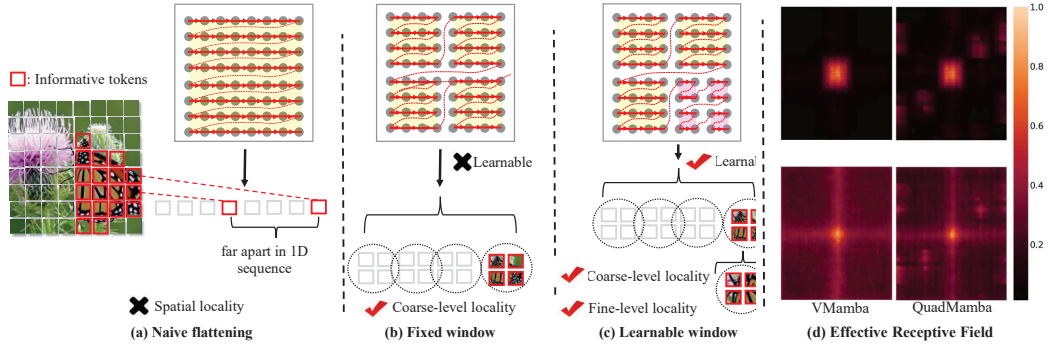 : Informative tokens
far apart in 1D
sequence
Spatial locality
(a) Naive flattening
Learnable
Coarse-level locality
(b) Fixed window
Learnal
Coarse-level locality
Fine-level locality
(c) Learnable window
1.0
0.8
0.6
0.4
0.2
VMamba
QuadMamba
(d) Effective Receptive Field